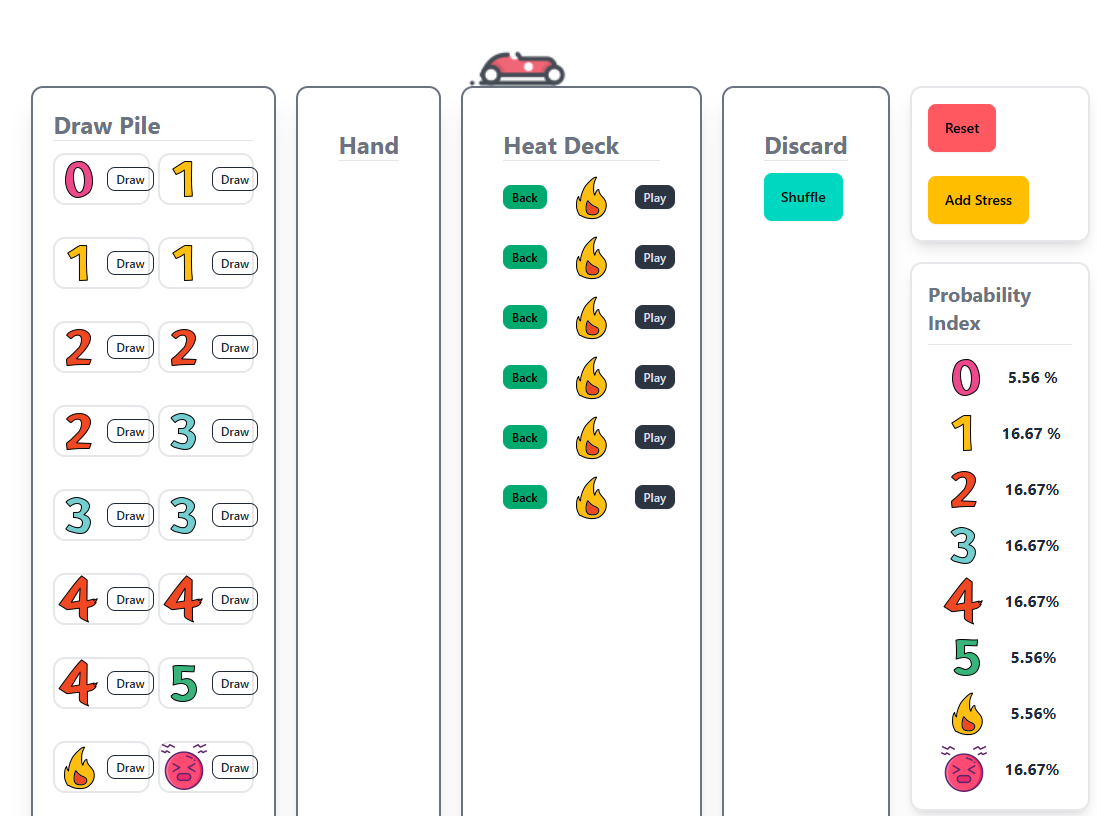 Draw Pile
0 Draw 1 Draw
1 Draw 1 Draw
2 Draw 2 Draw
2 Draw 3 Draw
3 Draw 3 Draw
4 Draw 4 Draw
4 Draw 5 Draw
Draw Draw
Hand
Heat Deck
Back Play
Back Play
Back Play
Back Play
Back Play
Back Play
Discard
Shuffle
Reset
Add Stress
Probability
Index
0 5.56 %
1 16.67 %
2 16.67%
3 16.67%
4 16.67%
5 5.56%
5.56%
16.67%